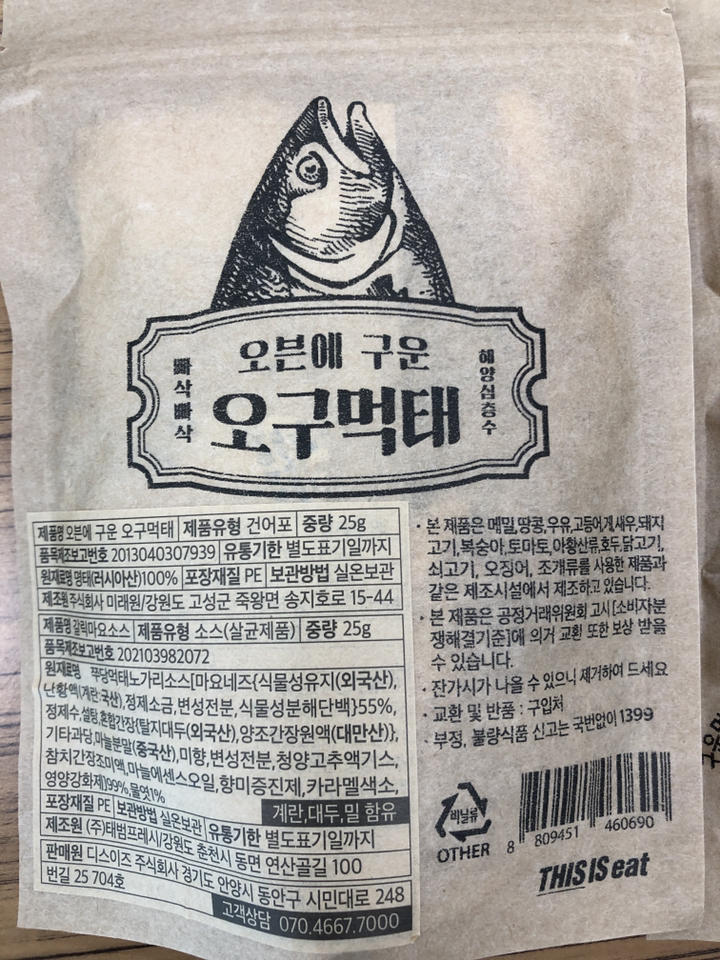 오븐에 구운
오구먹태
빠삭빠삭
해양심층수
제품명 오븐에 구운 오구먹태 제품유형 건어포 중량 25g
품목제조보고번호 2013040307939 유통기한 별도표기일까지
원재료명 명태(러시아산)100% 포장재질 PE 보관방법 실온보관
제조원 주식회사 미래원/강원도 고성군 죽왕면 송지호로 15-44
제품명 갈릭마요소스 제품유형 소스(살균제품) 중량 25g
품목제조보고번호 202103982072
원재료명 쭈당먹태노가리소스[마요네즈{식물성유지(외국산),
난황액(계란:국산),정제소금,변성전분,식물성분해단백}55%,
정제수,설탕,혼합간장{탈지대두(외국산),양조간장원액(대만산)},
기타과당,마늘분말(중국산),미향,변성전분,청양고추엑기스,
참치간장조미액,마늘에센스오일,향미증진제,카라멜색소,
영양강화제]99%,물엿1%
계란,대두,밀 함유
포장재질 PE 보관방법 실온보관 유통기한 별도표기일까지
제조원 (주)태범프레시/강원도 춘천시 동면 연산골길 100
판매원 디스이즈 주식회사 경기도 안양시 동안구 시민대로 248
번길 25 704호
고객상담 070.4667.7000
· 본 제품은 메밀,땅콩,우유,고등어,게,새우,돼지
고기,복숭아,토마토,아황산류,호두,닭고기,
쇠고기, 오징어, 조개류를 사용한 제품과
같은 제조시설에서 제조하고 있습니다.
· 본 제품은 공정거래위원회 고시[소비자분
쟁해결기준]에 의거 교환 또한 보상 받을
수 있습니다.
· 잔가시가 나올 수 있으니 제거하여 드세요
· 교환 및 반품 : 구입처
· 부정, 불량식품 신고는 국번없이 1399
비닐류
OTHER
8 809451 460690
THIS IS eat